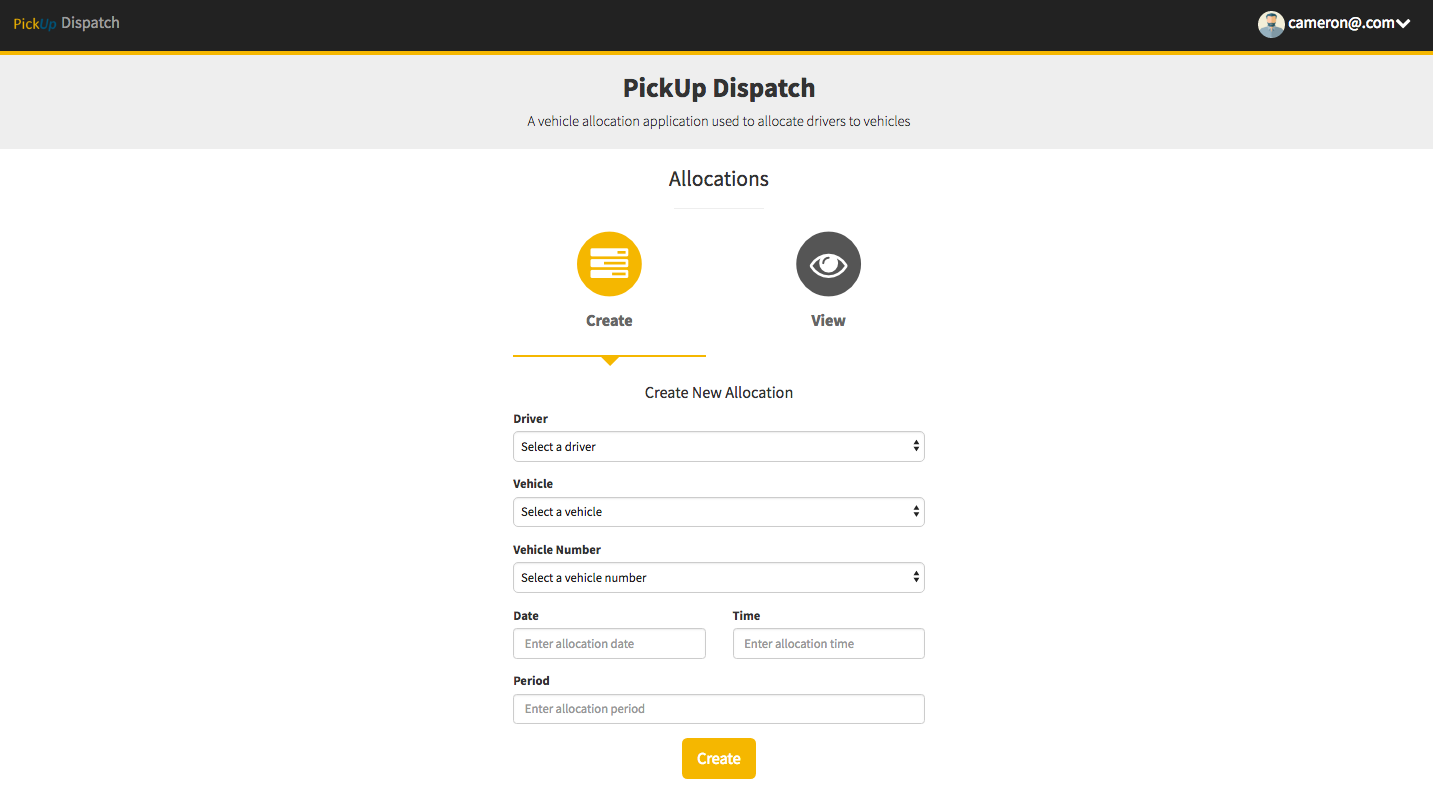 PickUp Dispatch
cameron@.com
PickUp Dispatch
A vehicle allocation application used to allocate drivers to vehicles
Allocations
Create View
Create New Allocation
Driver
Select a driver
Vehicle
Select a vehicle
Vehicle Number
Select a vehicle number
Date Time
Enter allocation date Enter allocation time
Period
Enter allocation period
Create